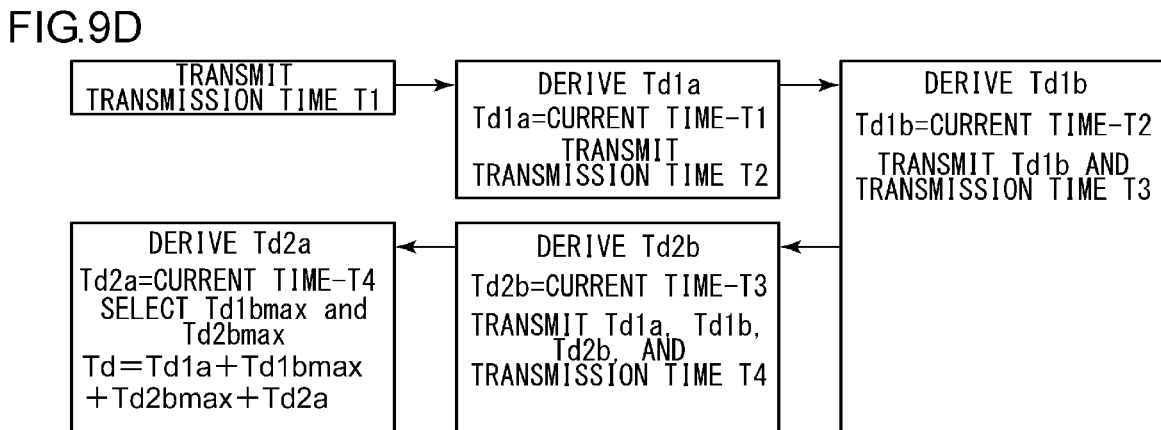 FIG.9D
TRANSMIT
TRANSMISSION TIME T1
DERIVE Td1a
Td1a=CURRENT TIME-T1
TRANSMIT
TRANSMISSION TIME T2
DERIVE Td1b
Td1b=CURRENT TIME-T2
TRANSMIT Td1b AND
TRANSMISSION TIME T3
DERIVE Td2b
Td2b=CURRENT TIME-T3
TRANSMIT Td1a, Td1b,
Td2b, AND
TRANSMISSION TIME T4
DERIVE Td2a
Td2a=CURRENT TIME-T4
SELECT Td1bmax and
Td2bmax
Td=Td1a+Td1bmax
+Td2bmax+Td2a